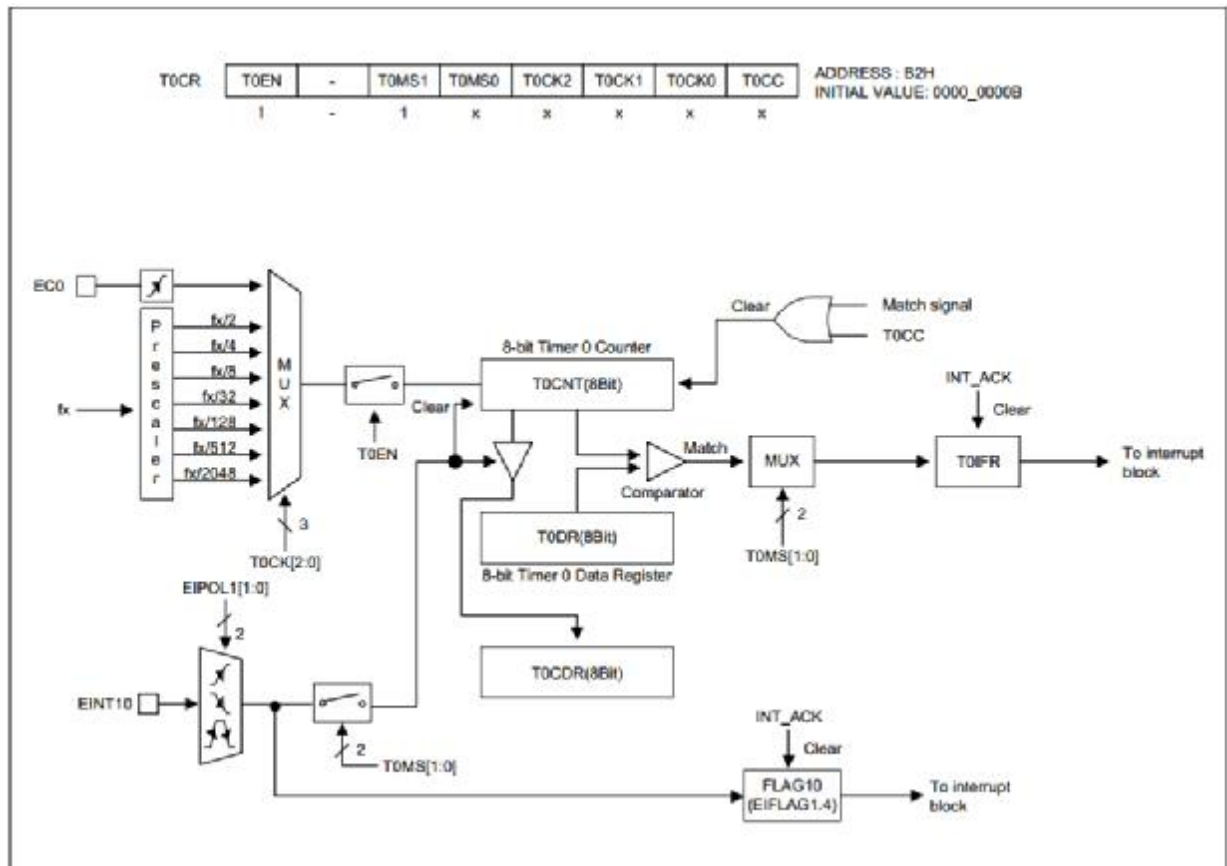 T0CR T0EN - T0MS1 T0MS0 T0CK2 T0CK1 T0CK0 T0CC
ADDRESS : B2H
INITIAL VALUE: 0000_0000B
1 - 1 x x x x x
EC0
Prescaler
fx
fx/2
fx/4
fx/8
fx/32
fx/128
fx/512
fx/2048
MUX
3
T0CK[2:0]
T0EN
Clear
8-bit Timer 0 Counter
T0CNT(8Bit)
Clear
Match signal
T0CC
Comparator
Match
MUX
2
T0MS[1:0]
INT_ACK
Clear
T0IFR
To interrupt
block
T0DR(8Bit)
8-bit Timer 0 Data Register
T0CDR(8Bit)
EIPOL1[1:0]
2
EINT10
2
T0MS[1:0]
INT_ACK
Clear
FLAG10
(EIFLAG1.4)
To interrupt
block